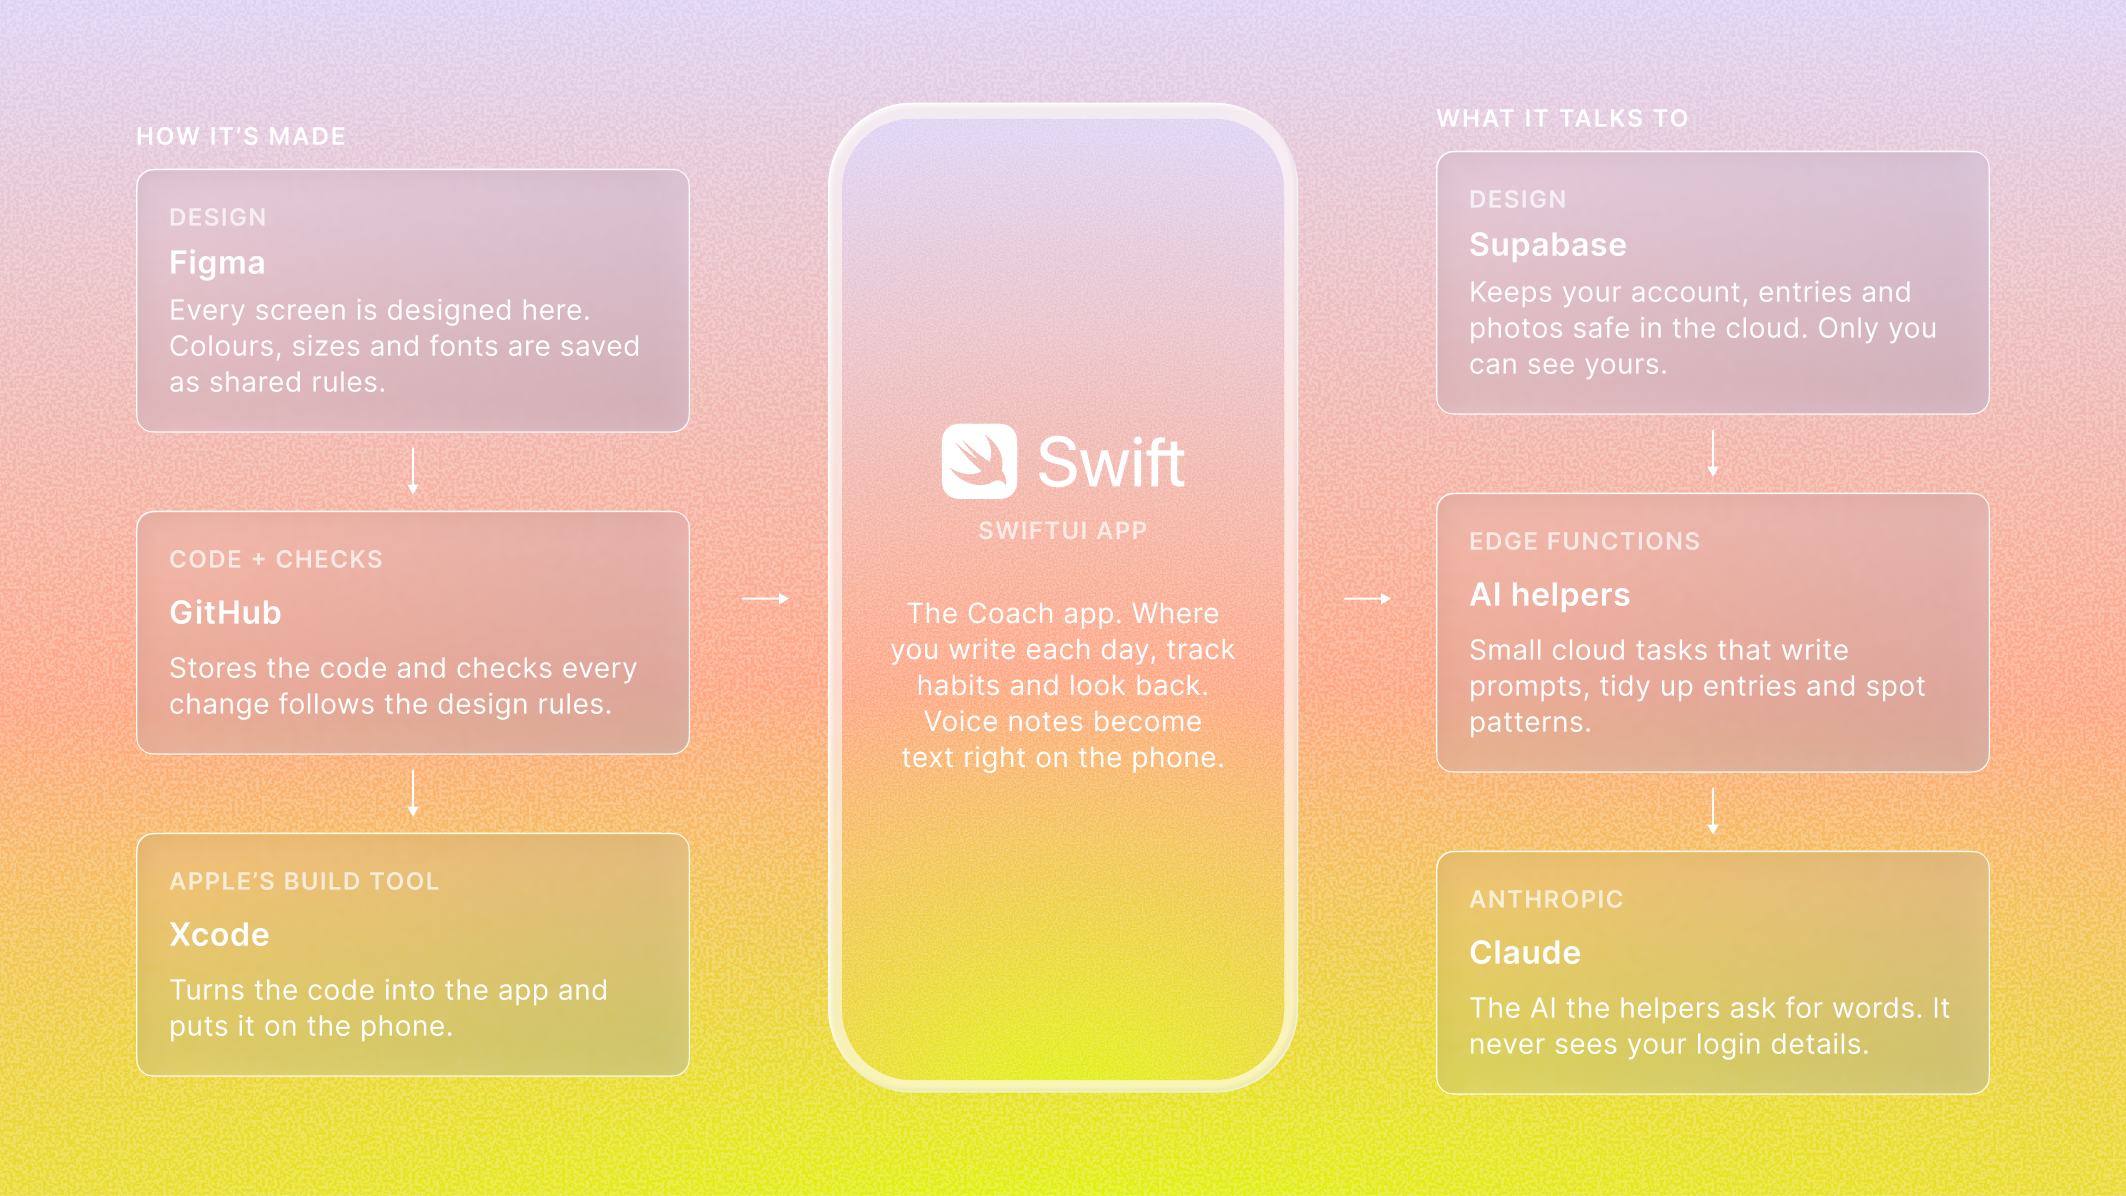 HOW IT’S MADE
DESIGN
Figma
Every screen is designed here.
Colours, sizes and fonts are saved
as shared rules.
CODE + CHECKS
GitHub
Stores the code and checks every
change follows the design rules.
APPLE’S BUILD TOOL
Xcode
Turns the code into the app and
puts it on the phone.
Swift
SWIFTUI APP
The Coach app. Where
you write each day, track
habits and look back.
Voice notes become
text right on the phone.
WHAT IT TALKS TO
DESIGN
Supabase
Keeps your account, entries and
photos safe in the cloud. Only you
can see yours.
EDGE FUNCTIONS
AI helpers
Small cloud tasks that write
prompts, tidy up entries and spot
patterns.
ANTHROPIC
Claude
The AI the helpers ask for words. It
never sees your login details.